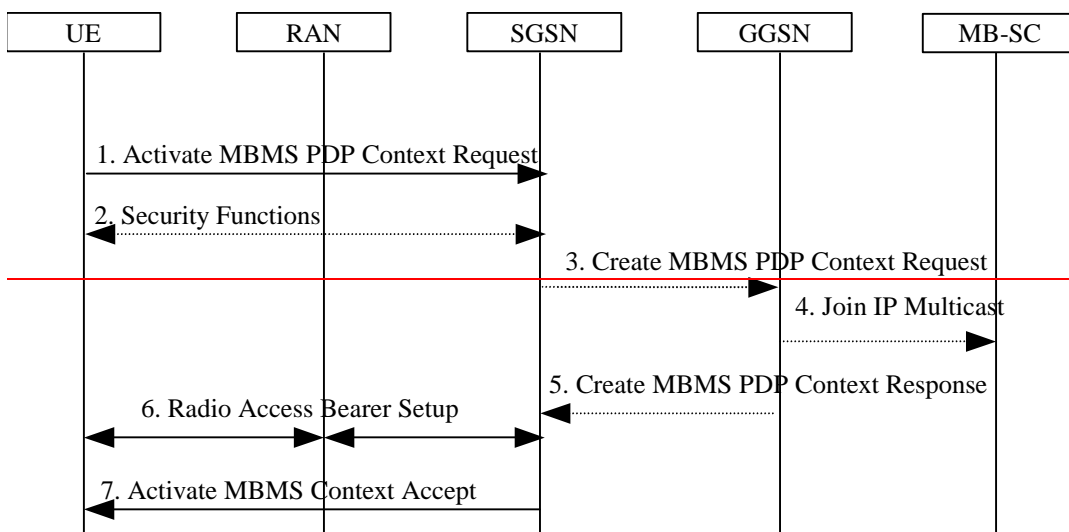 UE
RAN
SGSN
GGSN
MB-SC
1. Activate MBMS PDP Context Request
2. Security Functions
3. Create MBMS PDP Context Request
4. Join IP Multicast
5. Create MBMS PDP Context Response
6. Radio Access Bearer Setup
7. Activate MBMS Context Accept